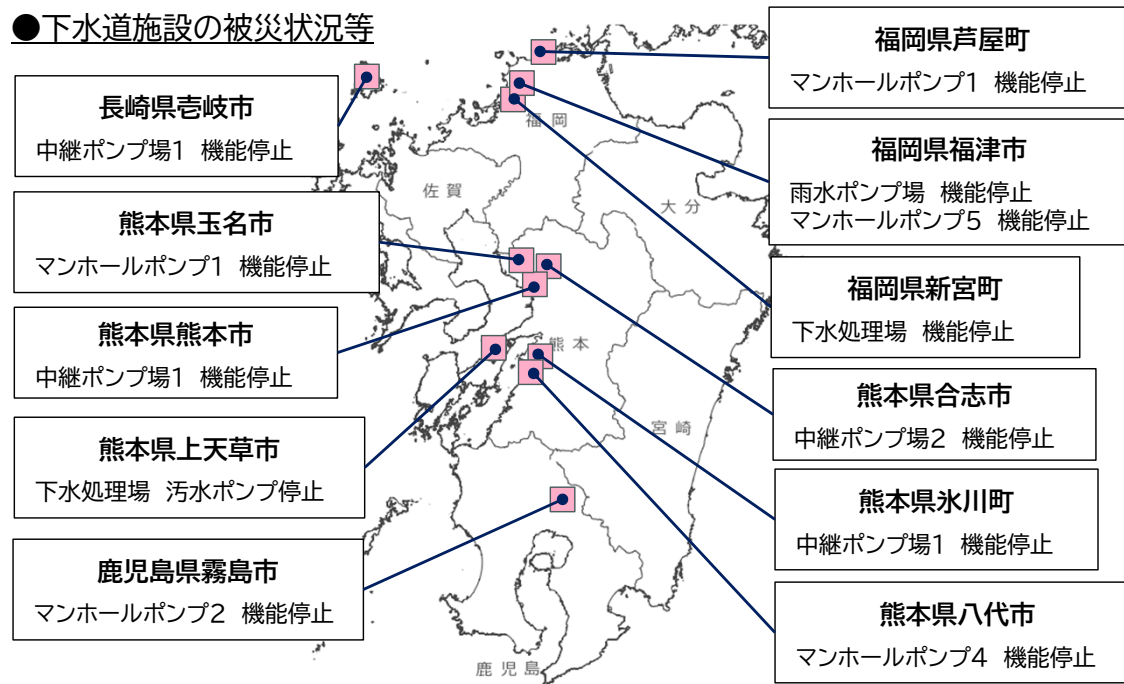 ●下水道施設の被災状況等
長崎県壱岐市
中継ポンプ場1 機能停止
熊本県玉名市
マンホールポンプ1 機能停止
熊本県熊本市
中継ポンプ場1 機能停止
熊本県上天草市
下水処理場 汚水ポンプ停止
鹿児島県霧島市
マンホールポンプ2 機能停止
福岡
佐賀
大分
熊本
宮崎
鹿児島
福岡県芦屋町
マンホールポンプ1 機能停止
福岡県福津市
雨水ポンプ場 機能停止
マンホールポンプ5 機能停止
福岡県新宮町
下水処理場 機能停止
熊本県合志市
中継ポンプ場2 機能停止
熊本県氷川町
中継ポンプ場1 機能停止
熊本県八代市
マンホールポンプ4 機能停止